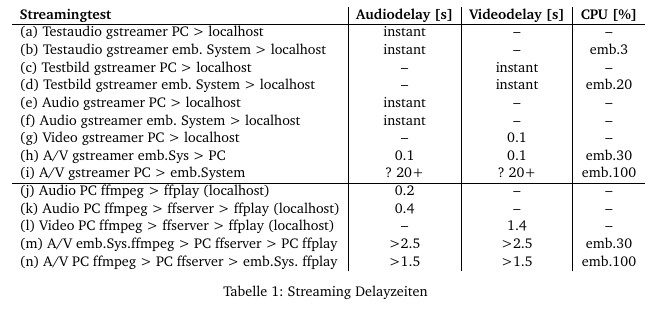 Streamingtest Audiodelay [s] Videodelay [s] CPU [%]
(a) Testaudio gstreamer PC > localhost instant – –
(b) Testaudio gstreamer emb. System > localhost instant – emb.3
(c) Testbild gstreamer PC > localhost – instant –
(d) Testbild gstreamer emb. System > localhost – instant emb.20
(e) Audio gstreamer PC > localhost instant – –
(f) Audio gstreamer emb. System > localhost instant – –
(g) Video gstreamer PC > localhost – 0.1 –
(h) A/V gstreamer emb.Sys > PC 0.1 0.1 emb.30
(i) A/V gstreamer PC > emb.System ? 20+ ? 20+ emb.100
(j) Audio PC ffmpeg > ffplay (localhost) 0.2 – –
(k) Audio PC ffmpeg > ffserver > ffplay (localhost) 0.4 – –
(l) Video PC ffmpeg > ffserver > ffplay (localhost) – 1.4 –
(m) A/V emb.Sys.ffmpeg > PC ffserver > PC ffplay >2.5 >2.5 emb.30
(n) A/V PC ffmpeg > PC ffserver > emb.Sys. ffplay >1.5 >1.5 emb.100
Tabelle 1: Streaming Delayzeiten